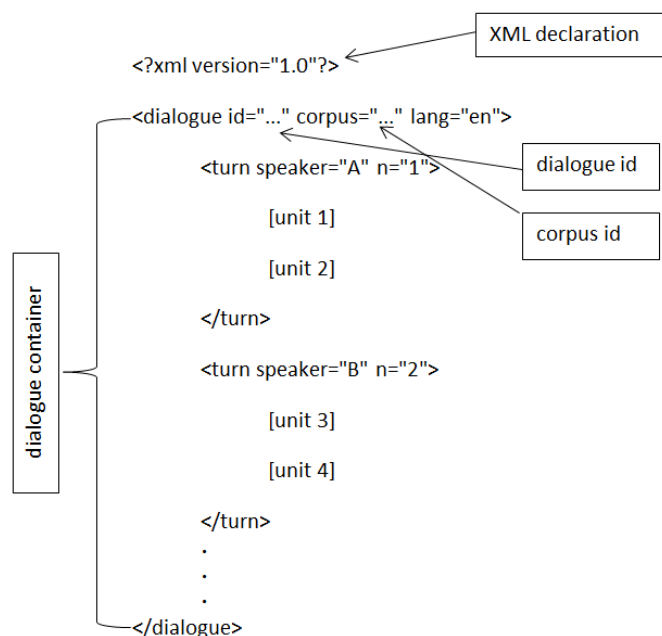 XML declaration
<?xml version="1.0"?>
<dialogue id="..." corpus="..." lang="en">
<turn speaker="A" n="1">
dialogue id
[unit 1]
corpus id
[unit 2]
</turn>
dialogue container
<turn speaker="B" n="2">
[unit 3]
[unit 4]
</turn>
.
.
.
</dialogue>